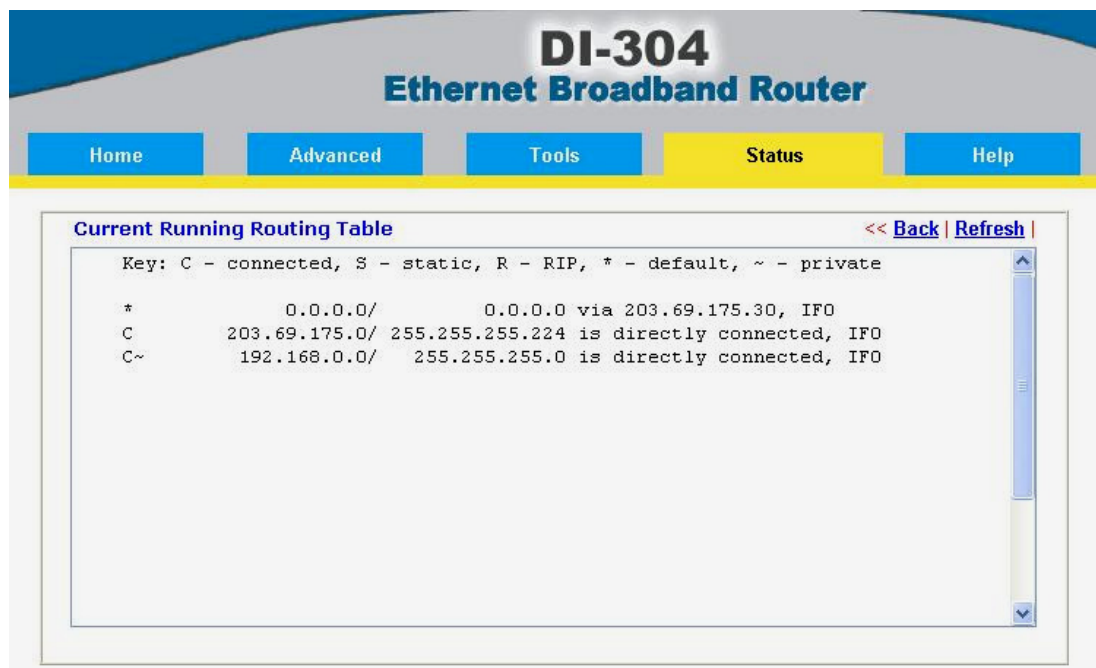 DI-304
Ethernet Broadband Router
Home Advanced Tools Status Help
Current Running Routing Table << Back | Refresh |
Key: C - connected, S - static, R - RIP, * - default, ~ - private
* 0.0.0.0/ 0.0.0.0 via 203.69.175.30, IF0
C 203.69.175.0/ 255.255.255.224 is directly connected, IF0
C~ 192.168.0.0/ 255.255.255.0 is directly connected, IF0